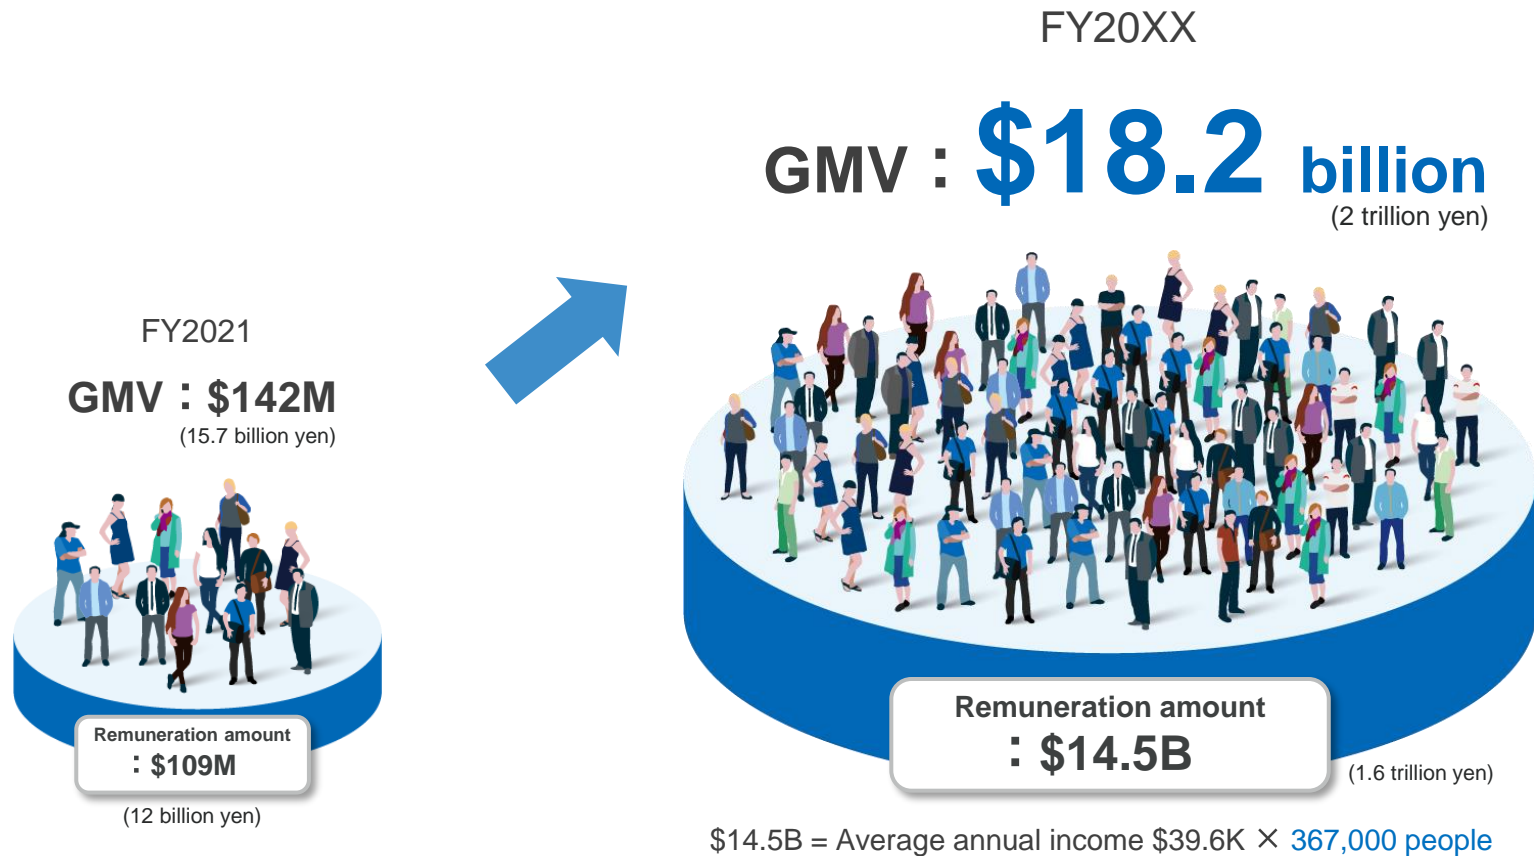 FY2021
GMV：$142M
(15.7 billion yen)
Remuneration amount
：$109M
(12 billion yen)
FY20XX
GMV：$18.2 billion
(2 trillion yen)
Remuneration amount
：$14.5B
(1.6 trillion yen)
$14.5B = Average annual income $39.6K × 367,000 people